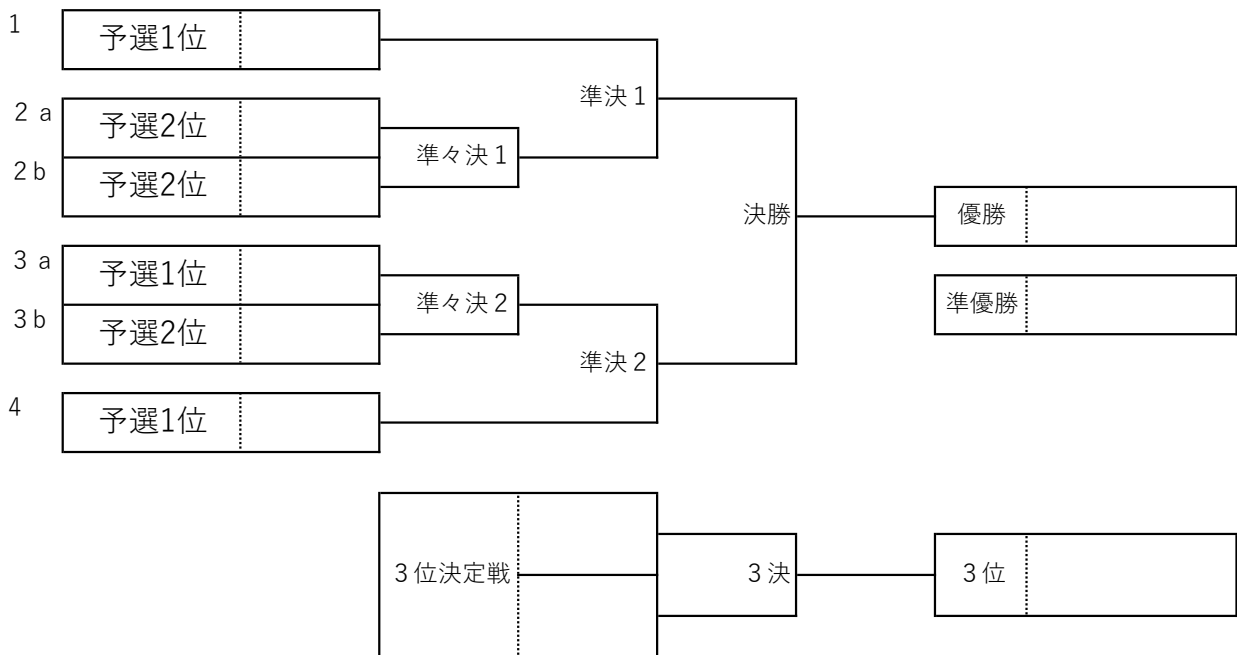 1
予選1位
準決１
２ a
予選2位
準々決１
２b
予選2位
決勝
優勝
３ a
予選1位
準々決２
準優勝
３b
予選2位
準決２
4
予選1位
３位決定戦
３決
３位